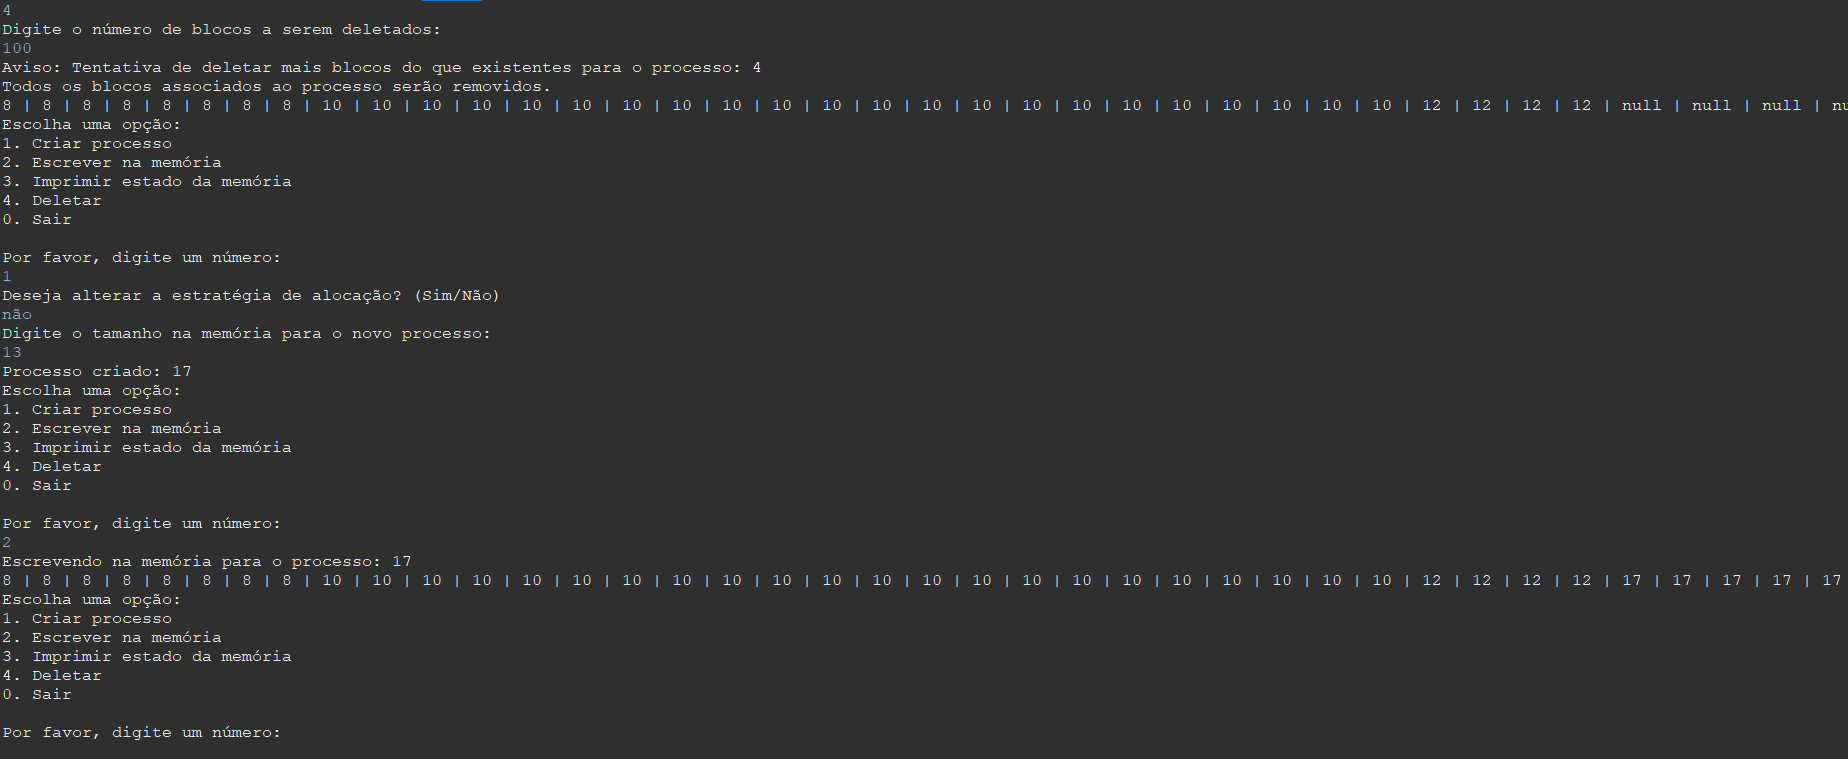 4
Digite o número de blocos a serem deletados:
100
Aviso: Tentativa de deletar mais blocos do que existentes para o processo: 4
Todos os blocos associados ao processo serão removidos.
8 | 8 | 8 | 8 | 8 | 8 | 8 | 8 | 10 | 10 | 10 | 10 | 10 | 10 | 10 | 10 | 10 | 10 | 10 | 10 | 10 | 10 | 10 | 10 | 10 | 10 | 10 | 10 | 10 | 10 | 12 | 12 | 12 | 12 | null | null | null | nu
Escolha uma opção:
1. Criar processo
2. Escrever na memória
3. Imprimir estado da memória
4. Deletar
0. Sair
Por favor, digite um número:
1
Deseja alterar a estratégia de alocação? (Sim/Não)
não
Digite o tamanho na memória para o novo processo:
13
Processo criado: 17
Escolha uma opção:
1. Criar processo
2. Escrever na memória
3. Imprimir estado da memória
4. Deletar
0. Sair
Por favor, digite um número:
2
Escrevendo na memória para o processo: 17
8 | 8 | 8 | 8 | 8 | 8 | 8 | 8 | 10 | 10 | 10 | 10 | 10 | 10 | 10 | 10 | 10 | 10 | 10 | 10 | 10 | 10 | 10 | 10 | 10 | 10 | 10 | 10 | 10 | 10 | 12 | 12 | 12 | 12 | 17 | 17 | 17 | 17 | 17
Escolha uma opção:
1. Criar processo
2. Escrever na memória
3. Imprimir estado da memória
4. Deletar
0. Sair
Por favor, digite um número: